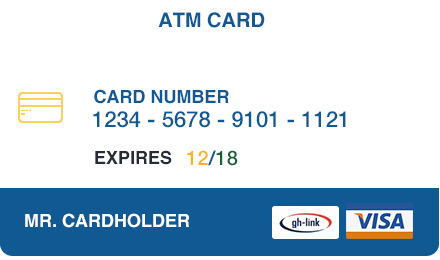 ATM CARD
CARD NUMBER
1234 - 5678 - 9101 - 1121
EXPIRES 12/18
MR. CARDHOLDER gh-link VISA